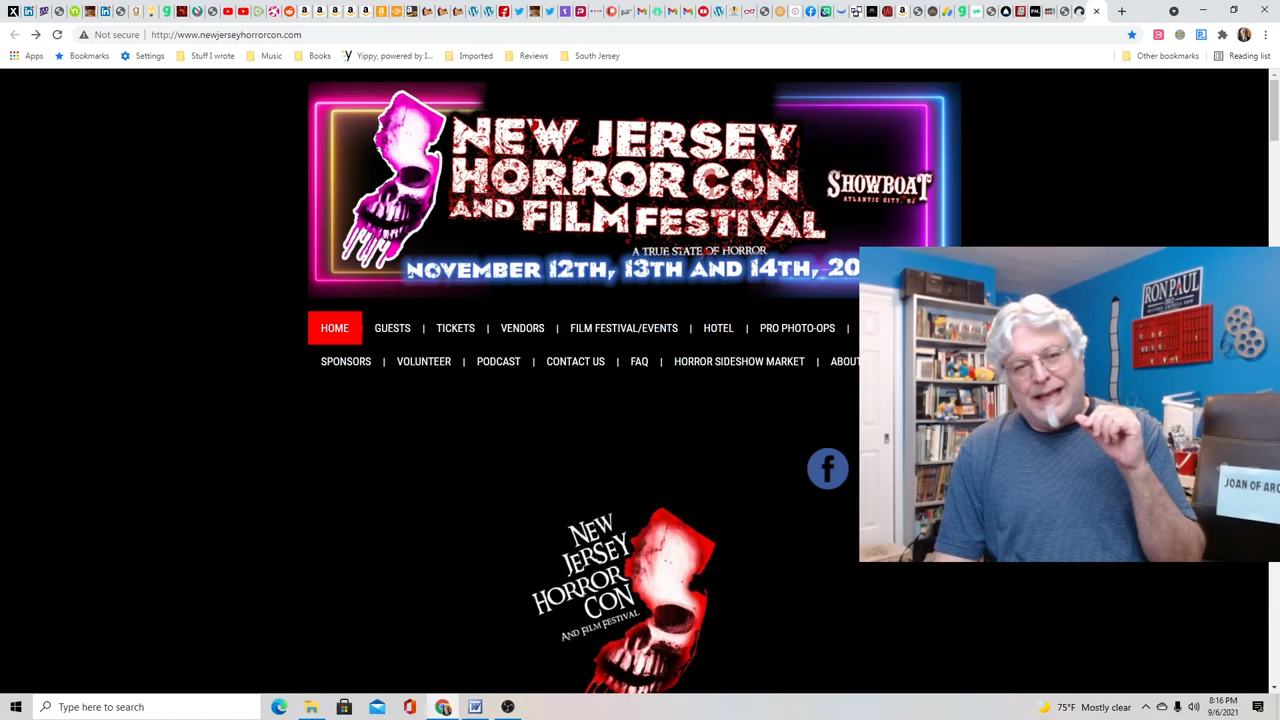 Not secure | http://www.newjerseyhorrorcon.com
Apps
Bookmarks
Settings
Stuff I wrote
Music
Books
Yippy, powered by I...
Imported
Reviews
South Jersey
Other bookmarks
Reading list
NEW JERSEY
HORROR CON
AND FILM FESTIVAL
A TRUE STATE OF HORROR
SHOWBOAT
ATLANTIC CITY, NJ
NOVEMBER 12TH, 13TH AND 14TH, 20
HOME
GUESTS |
TICKETS |
VENDORS |
FILM FESTIVAL/EVENTS |
HOTEL |
PRO PHOTO-OPS |
SPONSORS |
VOLUNTEER |
PODCAST |
CONTACT US |
FAQ |
HORROR SIDESHOW MARKET |
ABOUT
f
NEW
JERSEY
HORROR
CON
AND FILM FESTIVAL
RON PAUL
JOAN OF ARC
Type here to search
75°F Mostly clear
8:16 PM
9/6/2021